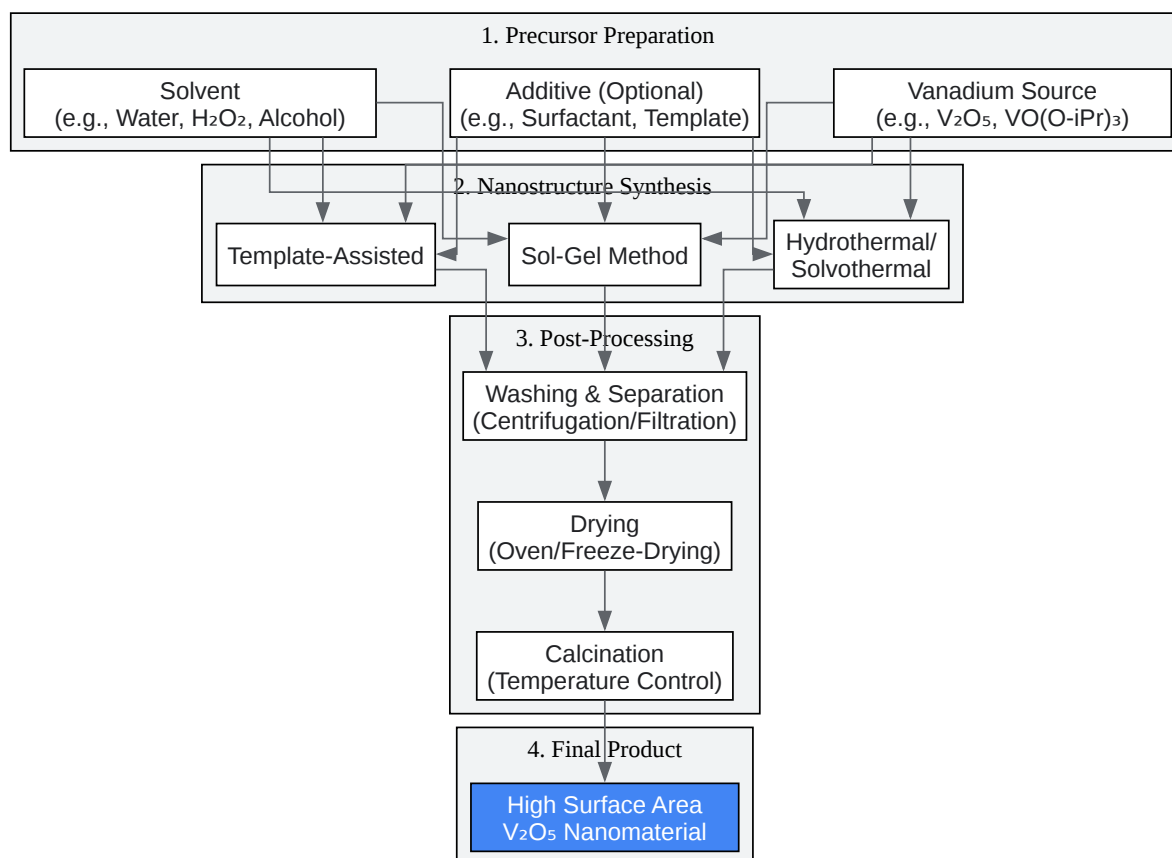 1. Precursor Preparation
Solvent
(e.g., Water, H₂O₂, Alcohol)
Additive (Optional)
(e.g., Surfactant, Template)
Vanadium Source
(e.g., V₂O₅, VO(O-iPr)₃)
2. Nanostructure Synthesis
Template-Assisted
Sol-Gel Method
Hydrothermal/
Solvothermal
3. Post-Processing
Washing & Separation
(Centrifugation/Filtration)
Drying
(Oven/Freeze-Drying)
Calcination
(Temperature Control)
4. Final Product
High Surface Area
V₂O₅ Nanomaterial